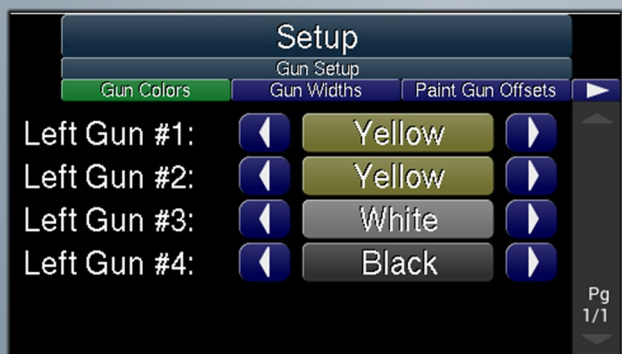 Setup
Gun Setup
Gun Colors Gun Widths Paint Gun Offsets
Left Gun #1: Yellow
Left Gun #2: Yellow
Left Gun #3: White
Left Gun #4: Black
Pg
1/1